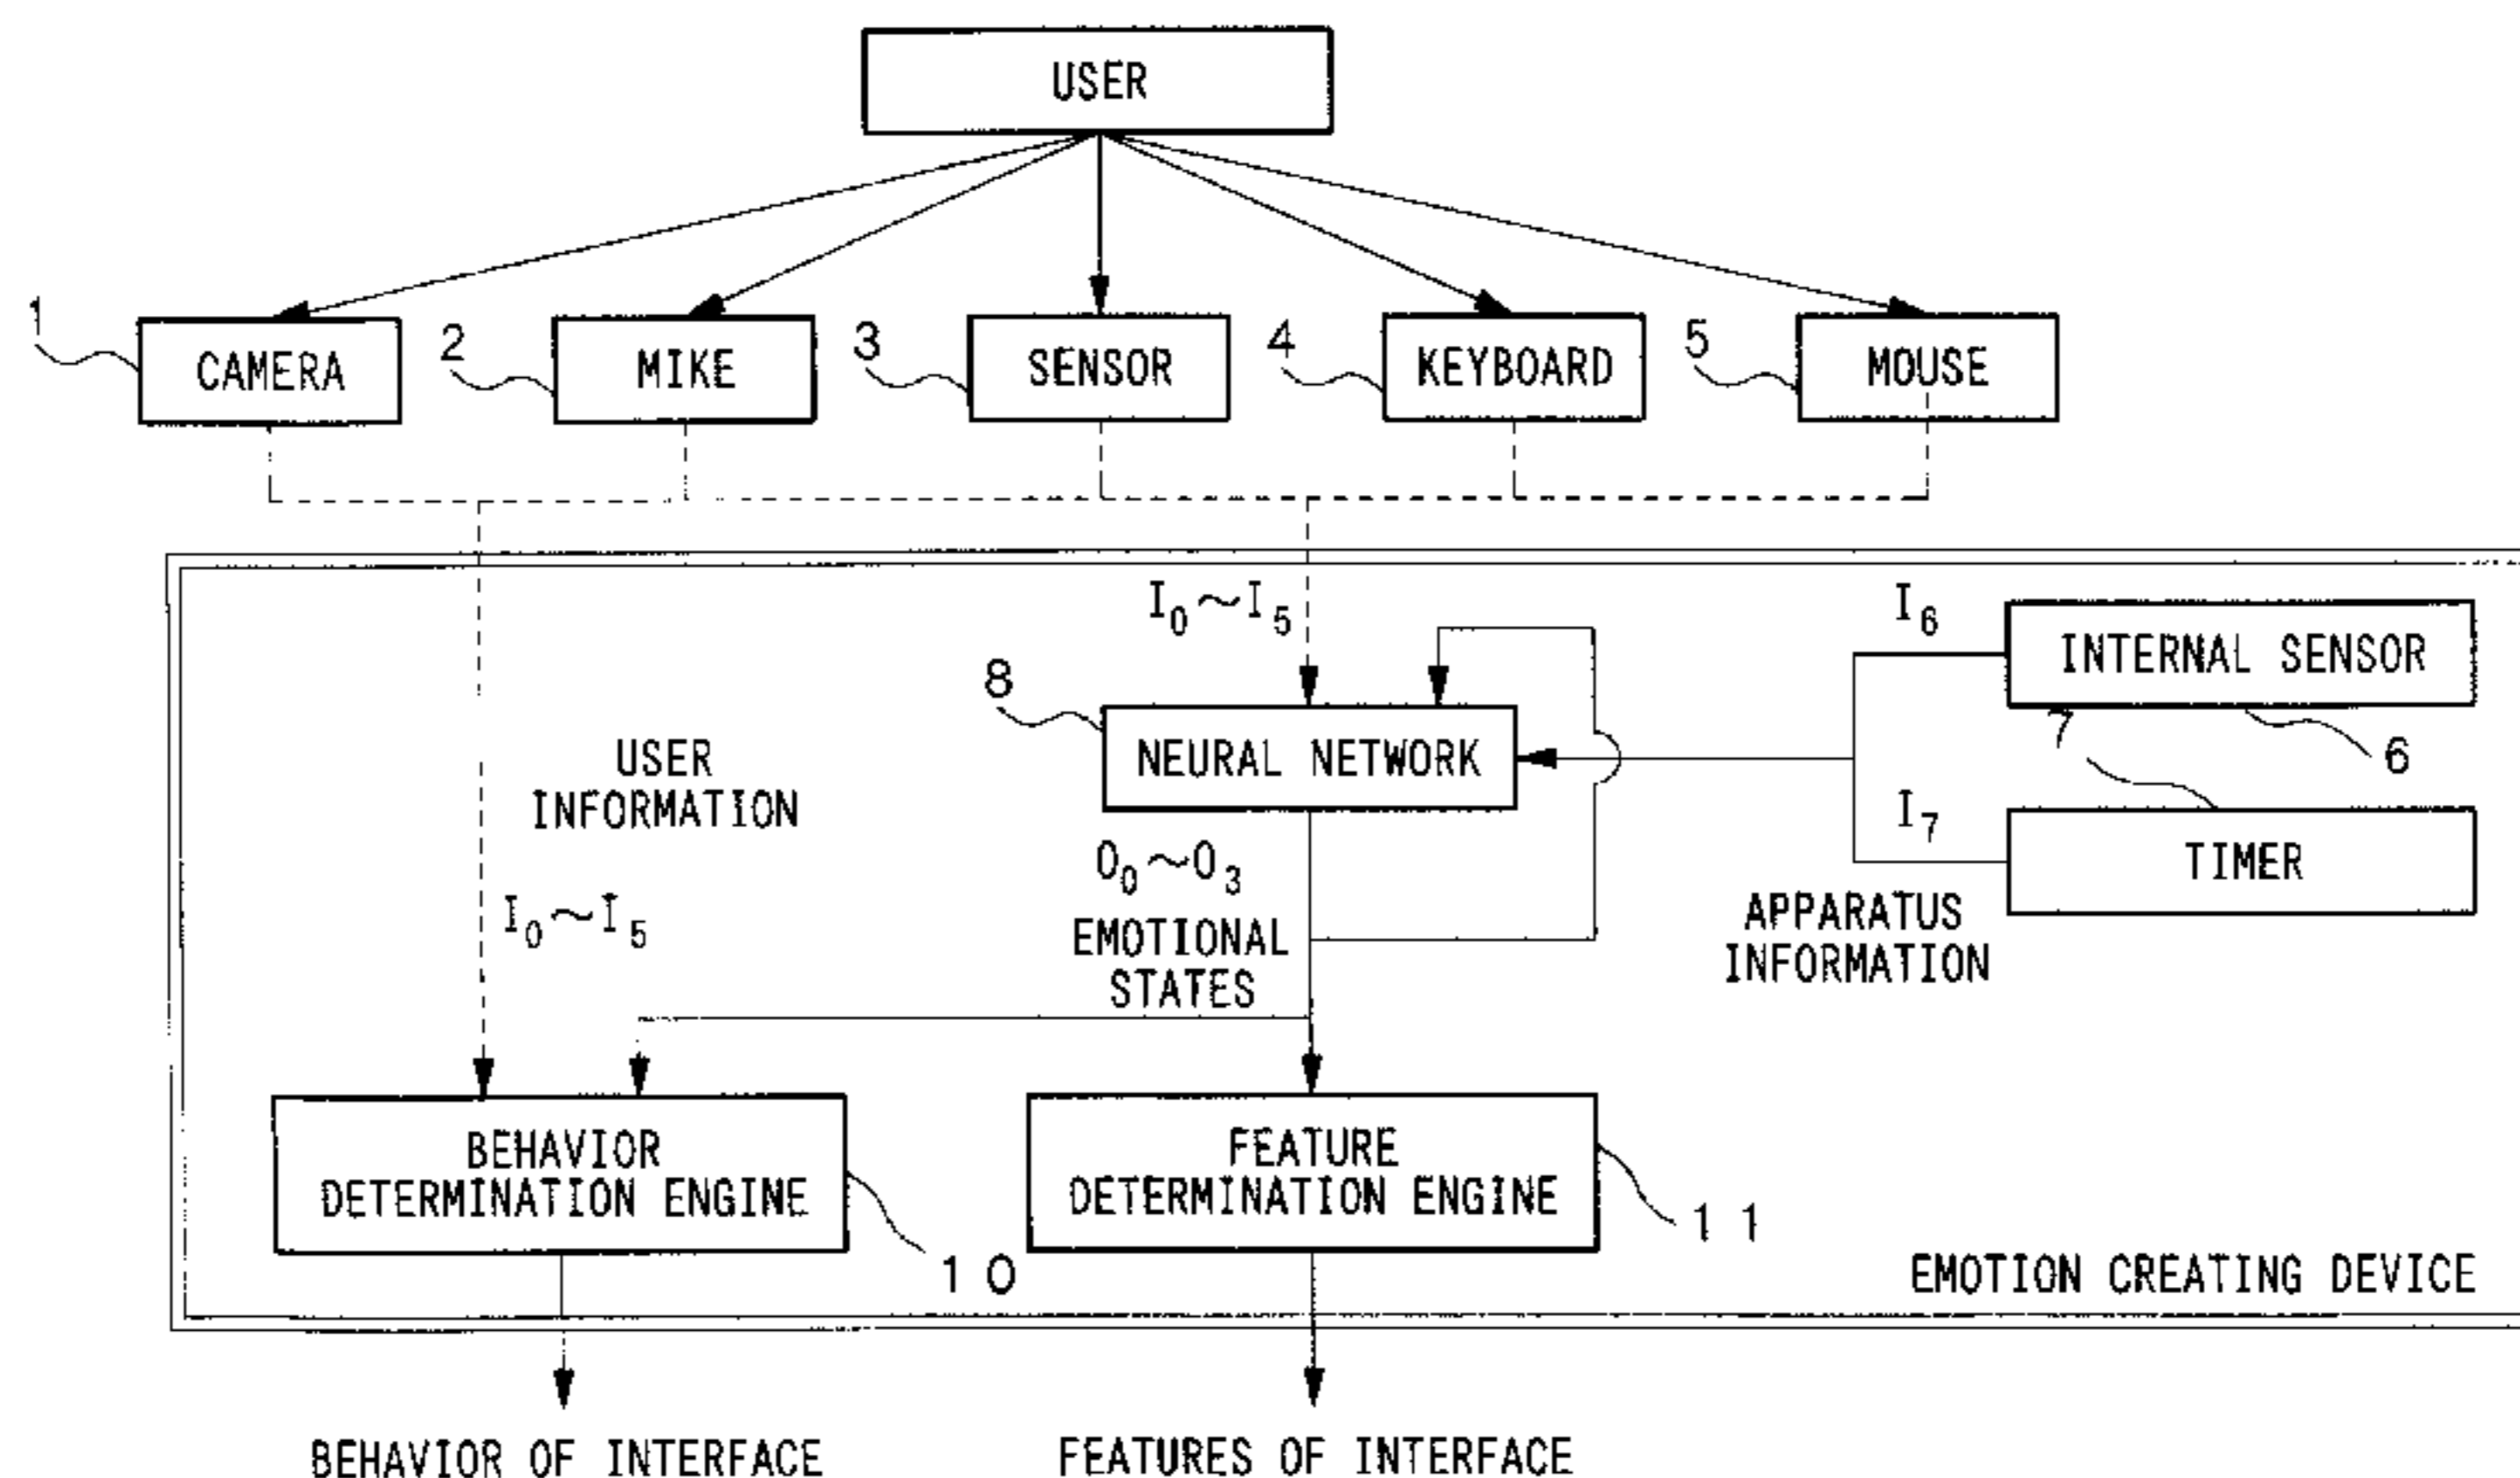 USER
1
CAMERA
2
MIKE
3
SENSOR
4
KEYBOARD
5
MOUSE
I₀~I₅
I₆
INTERNAL SENSOR
6
8
NEURAL NETWORK
7
I₇
TIMER
APPARATUS
INFORMATION
USER
INFORMATION
I₀~I₅
O₀~O₃
EMOTIONAL
STATES
BEHAVIOR
DETERMINATION ENGINE
10
FEATURE
DETERMINATION ENGINE
11
EMOTION CREATING DEVICE
BEHAVIOR OF INTERFACE
FEATURES OF INTERFACE